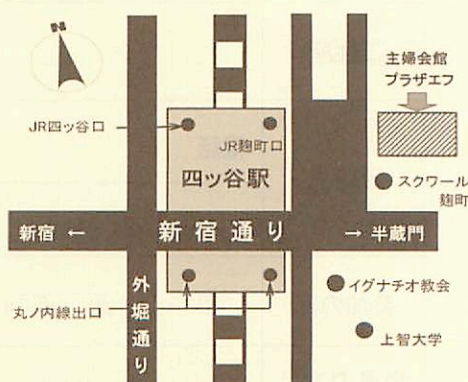 主婦会館
プラザエフ
JR四ッ谷口
JR麹町口
四ッ谷駅
スクワール
麹町
新宿 ←
新宿通り
→ 半蔵門
外堀通り
イグナチオ教会
丸ノ内線出口
上智大学